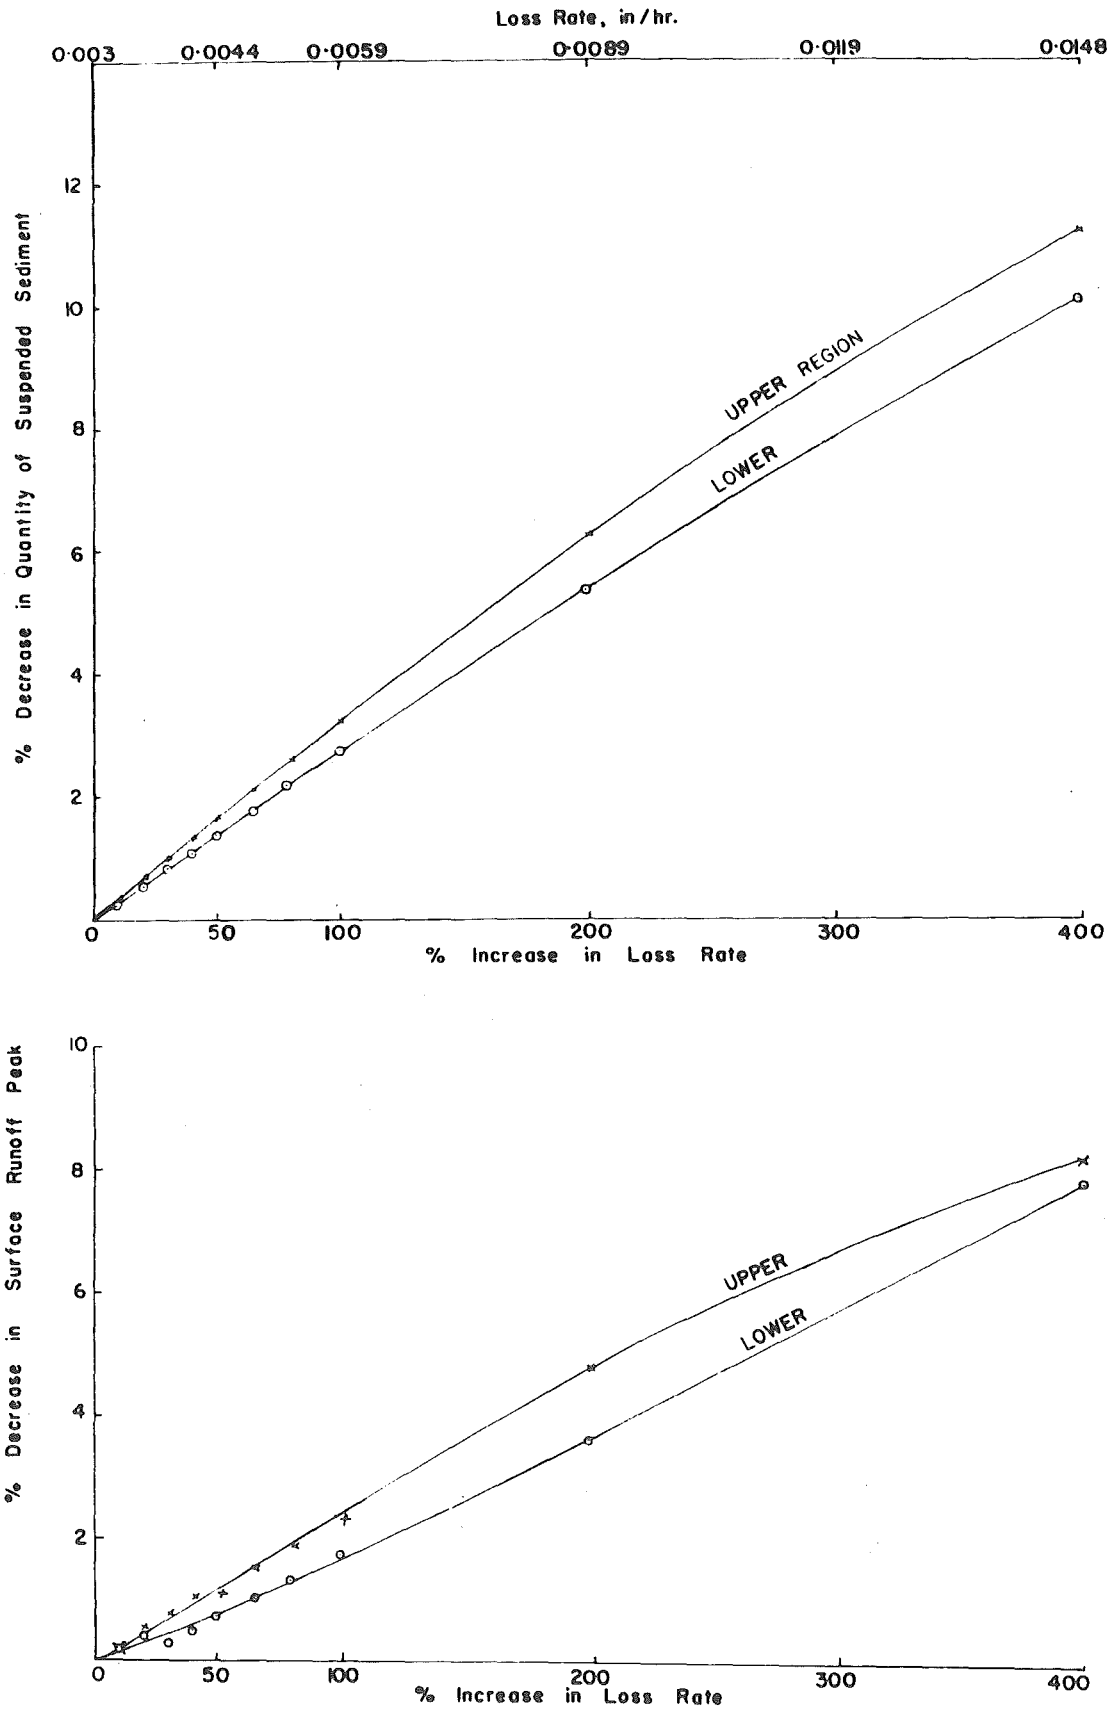 Loss Rate, in/hr.
0.003 0.0044 0.0059 0.0089 0.0119 0.0148
12
10
8
6
4
2
% Decrease in Quantity of Suspended Sediment
UPPER REGION
LOWER
0 50 100 200 300 400
% Increase in Loss Rate
10
8
6
4
2
% Decrease in Surface Runoff Peak
UPPER
LOWER
0 50 100 200 300 400
% Increase in Loss Rate